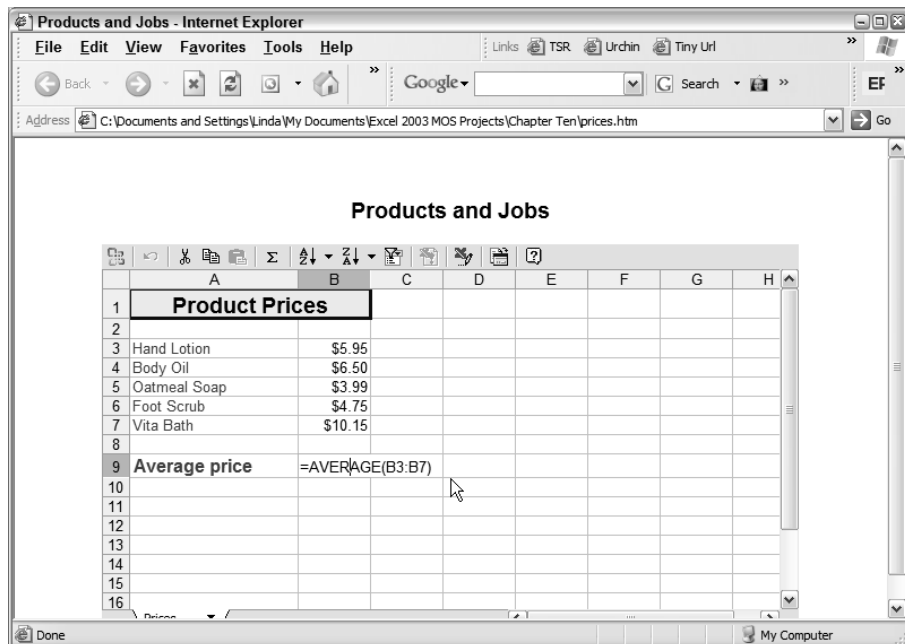 Products and Jobs - Internet Explorer
File Edit View Favorites Tools Help
Links TSR Urchin Tiny Url
Back
Google Search
Address C:\Documents and Settings\Linda\My Documents\Excel 2003 MOS Projects\Chapter Ten\prices.htm Go
Products and Jobs
A B C D E F G H
1 Product Prices
2
3 Hand Lotion $5.95
4 Body Oil $6.50
5 Oatmeal Soap $3.99
6 Foot Scrub $4.75
7 Vita Bath $10.15
8
9 Average price =AVERAGE(B3:B7)
10
11
12
13
14
15
16
Prices
Done My Computer